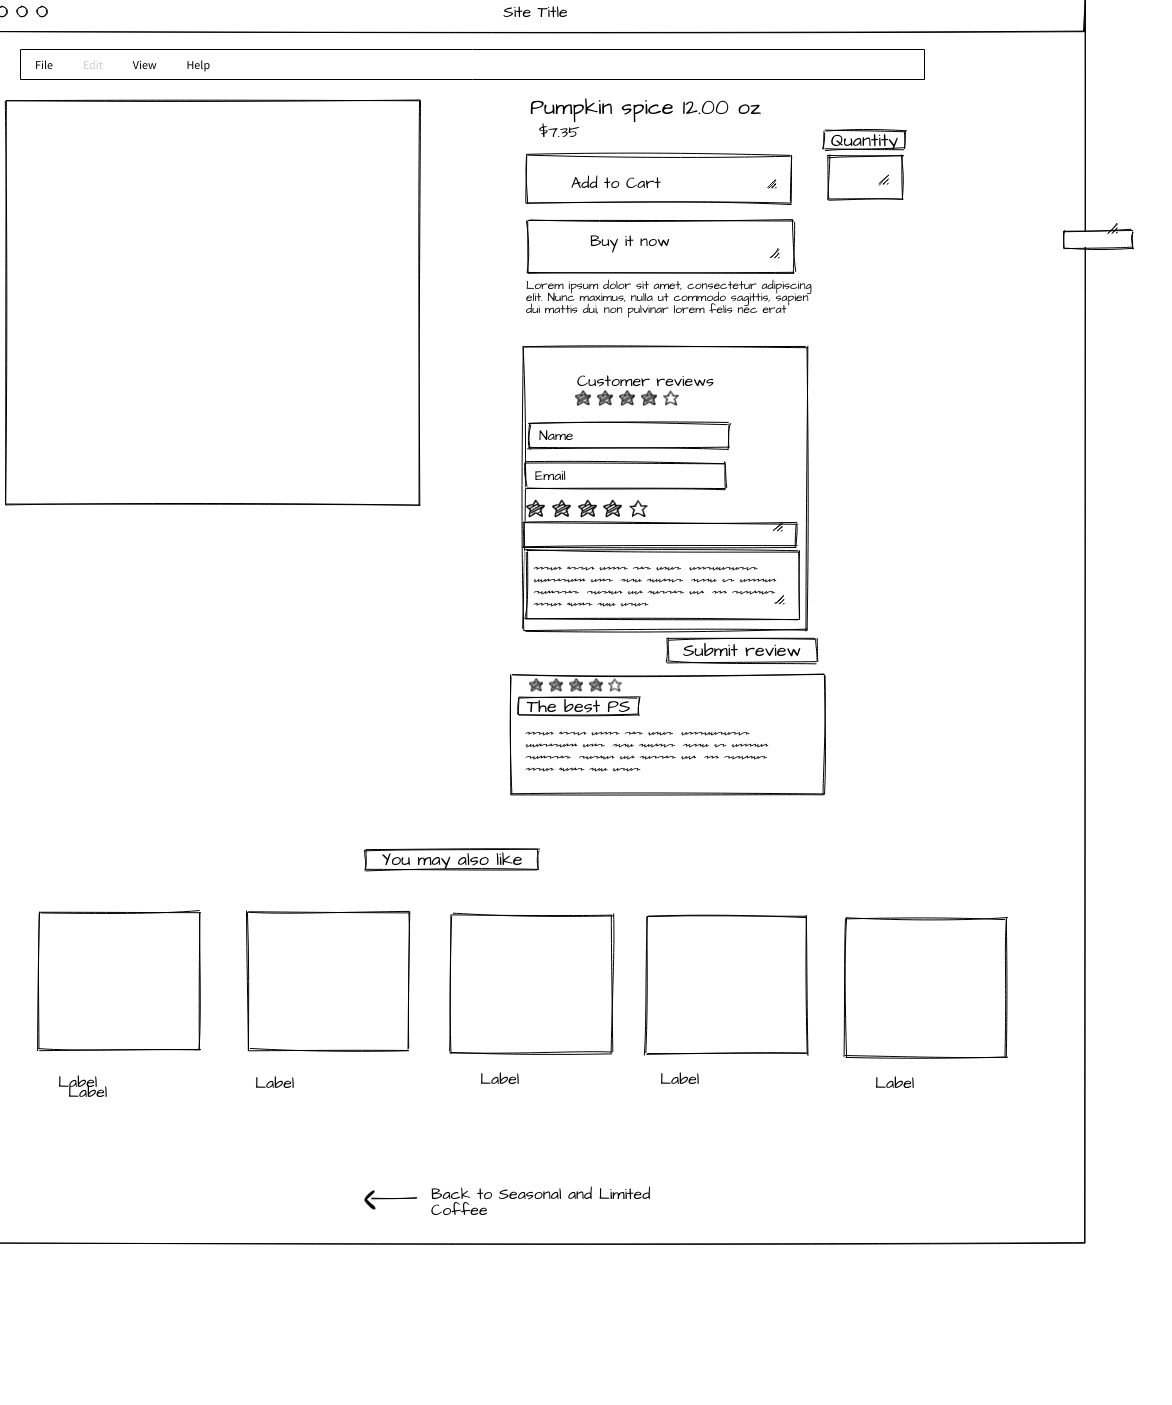 Site Title
File Edit View Help
Pumpkin spice 12.00 oz
$7.35
Quantity
Add to Cart
Buy it now
Lorem ipsum dolor sit amet, consectetur adipiscing
elit. Nunc maximus, nulla ut commodo sagittis, sapien
dui mattis dui, non pulvinar lorem felis nec erat
Customer reviews
Name
Email
Submit review
The best PS
You may also like
Label
Label
Label
Label
Label
Label
Back to Seasonal and Limited
Coffee